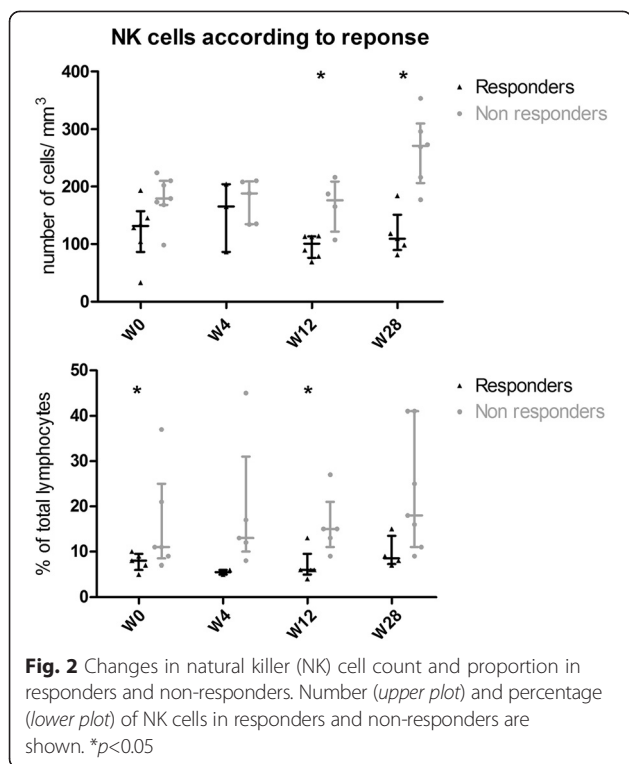 NK cells according to reponse
* *
400
300
200
100
0
number of cells/ mm³
Responders
Non responders
W0 W4 W12 W28
* *
50
40
30
20
10
0
% of total lymphocytes
Responders
Non responders
W0 W4 W12 W28
Fig. 2 Changes in natural killer (NK) cell count and proportion in
responders and non-responders. Number (upper plot) and percentage
(lower plot) of NK cells in responders and non-responders are
shown. *p<0.05